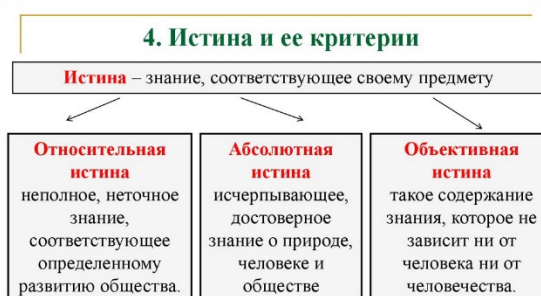 4. Истина и ее критерии
Истина – знание, соответствующее своему предмету
Относительная
истина
неполное, неточное
знание,
соответствующее
определенному
развитию общества.
Абсолютная
истина
исчерпывающее,
достоверное
знание о природе,
человеке и
обществе
Объективная
истина
такое содержание
знания, которое не
зависит ни от
человека ни от
человечества.